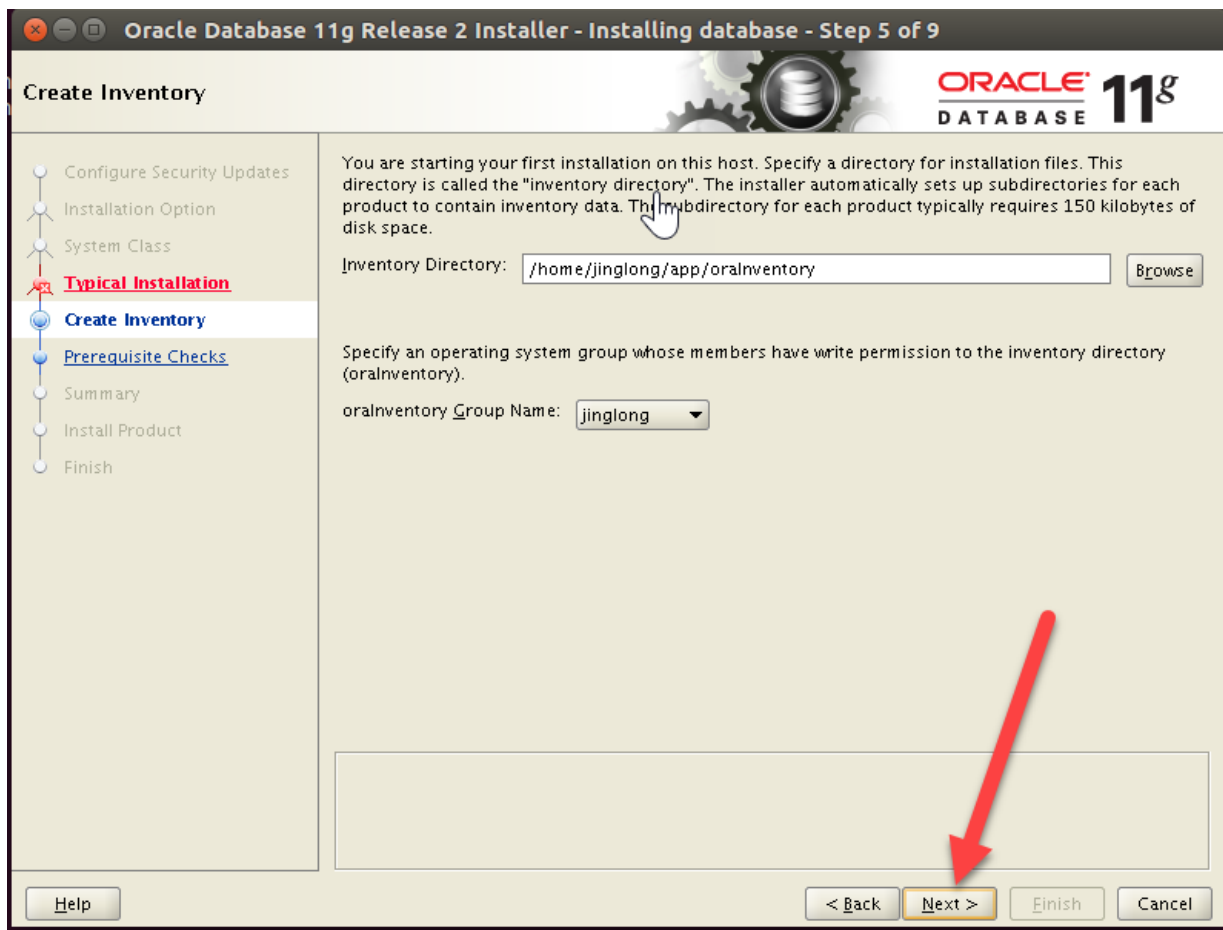 Oracle Database 11g Release 2 Installer - Installing database - Step 5 of 9
Create Inventory
ORACLE
DATABASE 11g
Configure Security Updates
Installation Option
System Class
Typical Installation
Create Inventory
Prerequisite Checks
Summary
Install Product
Finish
You are starting your first installation on this host. Specify a directory for installation files. This
directory is called the "inventory directory". The installer automatically sets up subdirectories for each
product to contain inventory data. The subdirectory for each product typically requires 150 kilobytes of
disk space.
Inventory Directory: /home/jinglong/app/oraInventory Browse
Specify an operating system group whose members have write permission to the inventory directory
(oraInventory).
oraInventory Group Name: jinglong
Help < Back Next > Finish Cancel